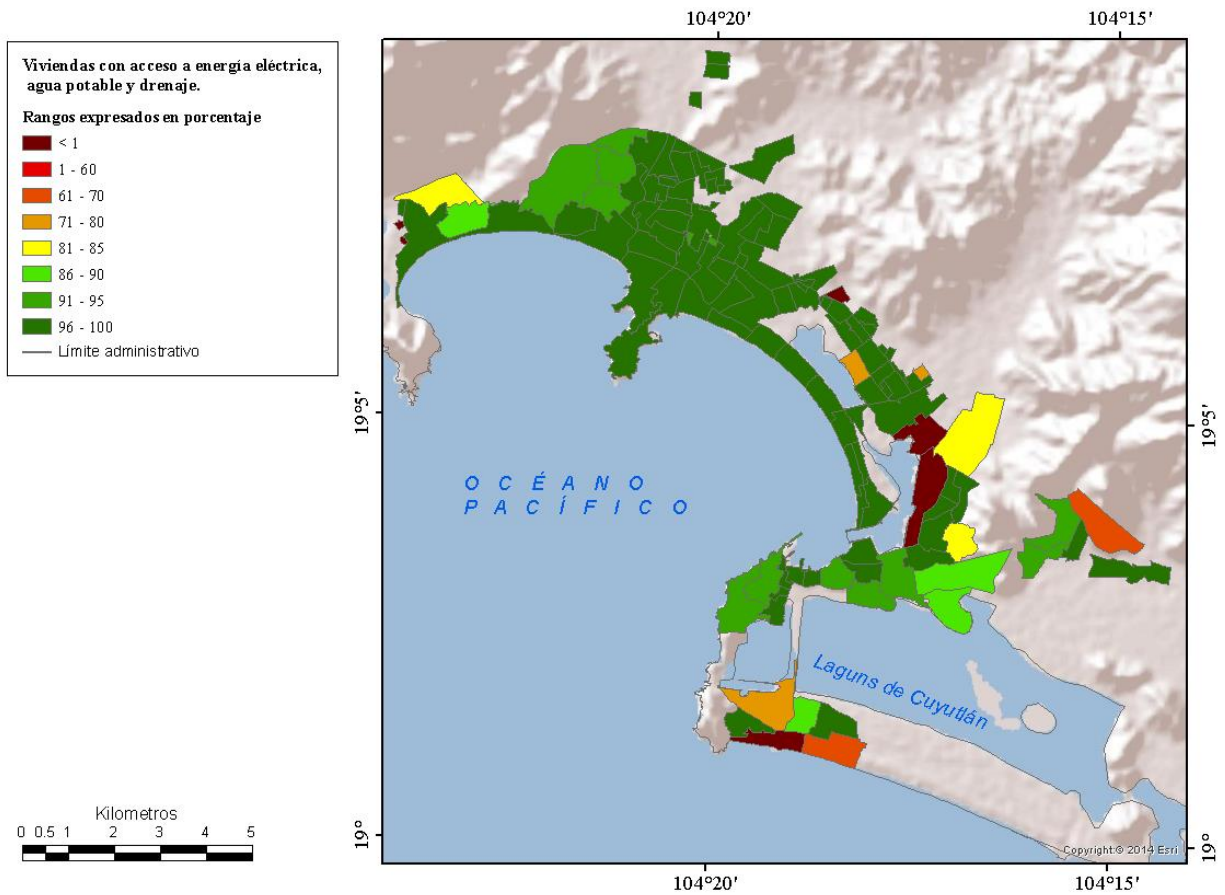 104°20'
104°15'
Viviendas con acceso a energía eléctrica,
agua potable y drenaje.
Rangos expresados en porcentaje
< 1
1 - 60
61 - 70
71 - 80
81 - 85
86 - 90
91 - 95
96 - 100
Límite administrativo
19°5'
19°5'
OCÉANO
PACÍFICO
Laguns de Cuyutlán
Kilometros
0 0.5 1 2 3 4 5
19°
19°
Copyright:© 2014 Esri
104°20'
104°15'